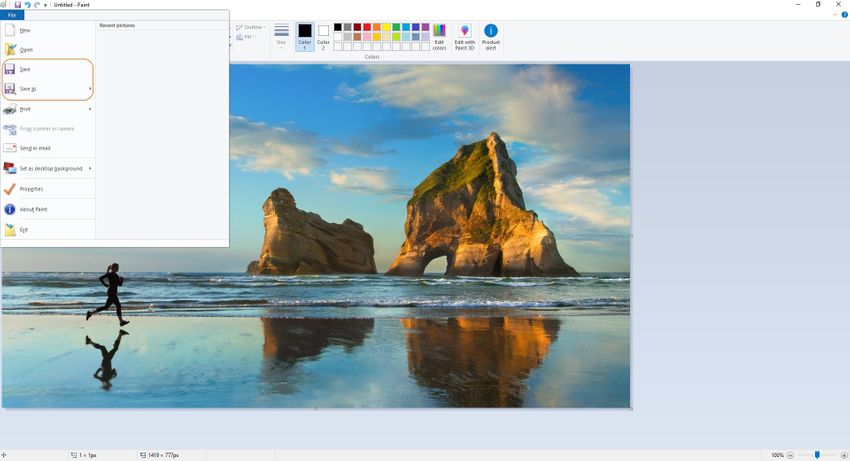 Untitled - Paint
File
Recent pictures
New
Open
Save
Save as
Print
From scanner or camera
Send in email
Set as desktop background
Properties
About Paint
Exit
Outline
Fill
Size
Color
1
Color
2
Edit
colors
Edit with
Paint 3D
Product
alert
Colors
1 × 1px
1419 × 777px
100%